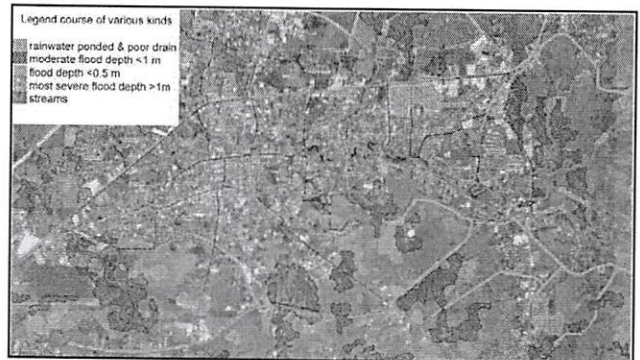 Legend course of various kinds
rainwater ponded & poor drain
moderate flood depth <1 m
flood depth <0.5 m
most severe flood depth >1m
streams